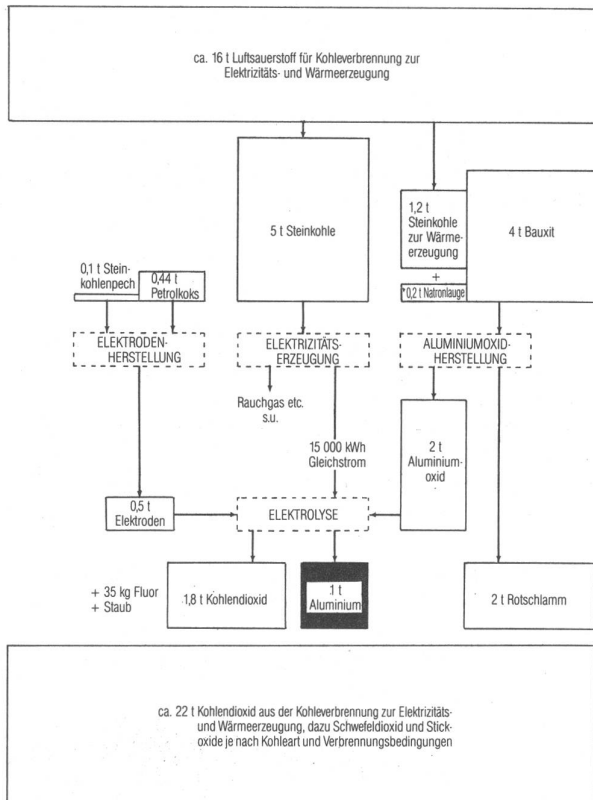 ca. 16 t Luftsauerstoff für Kohleverbrennung zur
Elektrizitäts- und Wärmeerzeugung
5 t Steinkohle
1,2 t
Steinkohle
zur Wärme-
erzeugung
+
*0,2 t Natronlauge
4 t Bauxit
0,1 t Stein-
kohlenpech
0,44 t
Petrolkoks
ELEKTRODEN-
HERSTELLUNG
ELEKTRIZITÄTS-
ERZEUGUNG
ALUMINIUMOXID-
HERSTELLUNG
Rauchgas etc.
s.u.
15 000 kWh
Gleichstrom
2 t
Aluminium-
oxid
0,5 t
Elektroden
ELEKTROLYSE
+ 35 kg Fluor
+ Staub
1,8 t Kohlendioxid
1 t
Aluminium
2 t Rotschlamm
ca. 22 t Kohlendioxid aus der Kohleverbrennung zur Elektrizitäts-
und Wärmeerzeugung, dazu Schwefeldioxid und Stick-
oxide je nach Kohleart und Verbrennungsbedingungen